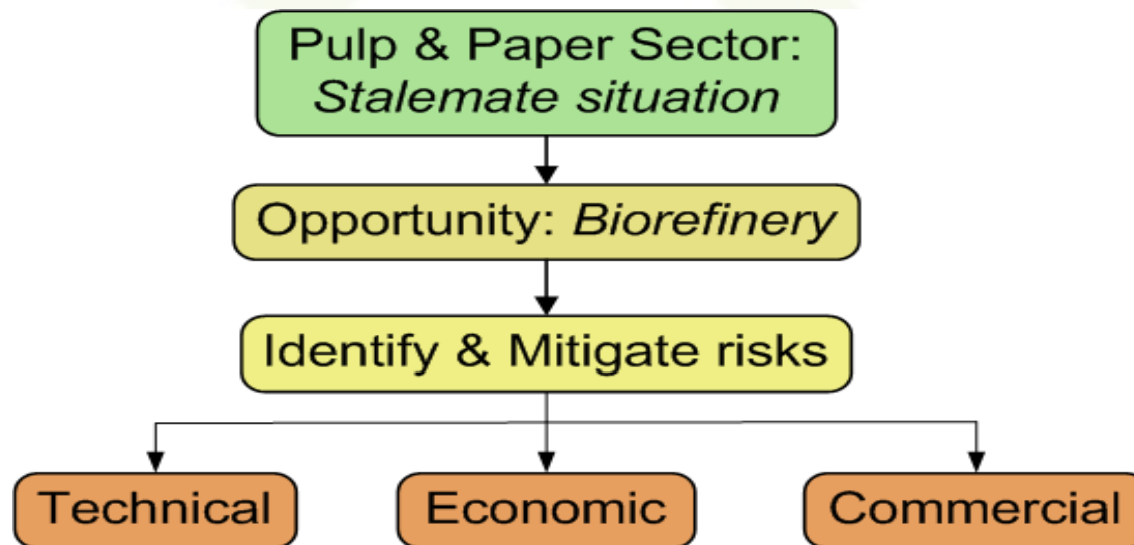 Pulp & Paper Sector:
Stalemate situation
Opportunity: Biorefinery
Identify & Mitigate risks
Technical
Economic
Commercial